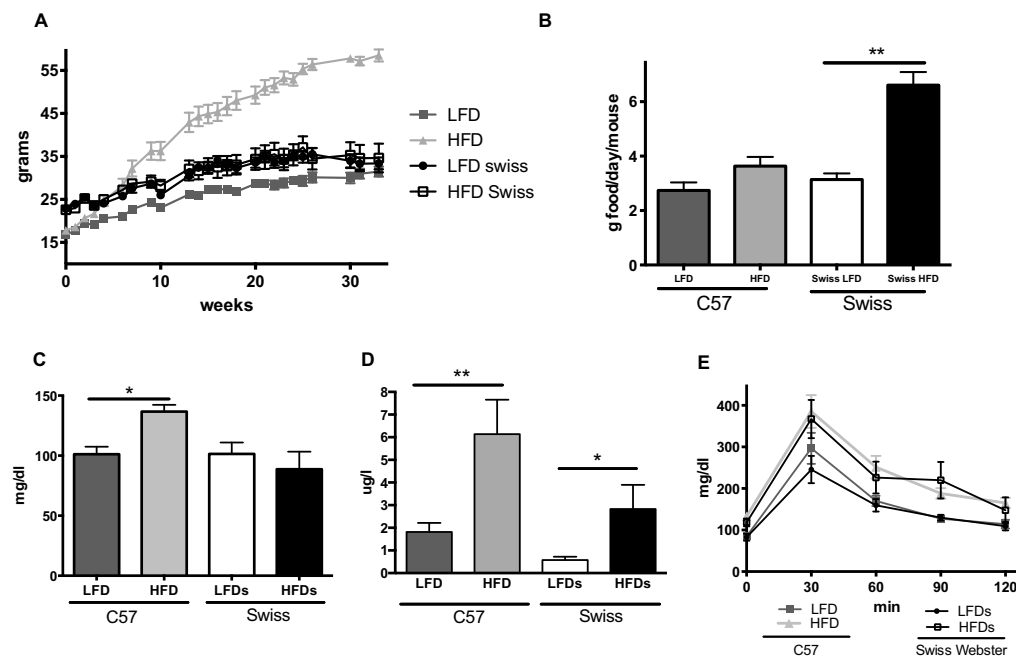 A
grams
55
45
35
25
15
0
10
20
30
weeks
LFD
HFD
LFD swiss
HFD Swiss
B
g food/day/mouse
6
4
2
0
**
LFD
HFD
Swiss LFD
Swiss HFD
C57
Swiss
C
mg/dl
150
100
50
0
*
LFD
HFD
LFDs
HFDs
C57
Swiss
D
ug/l
8
7
6
5
4
3
2
1
0
**
*
LFD
HFD
LFDs
HFDs
C57
Swiss
E
mg/dl
400
300
200
100
0
30
60
90
120
min
LFD
HFD
C57
LFDs
HFDs
Swiss Webster